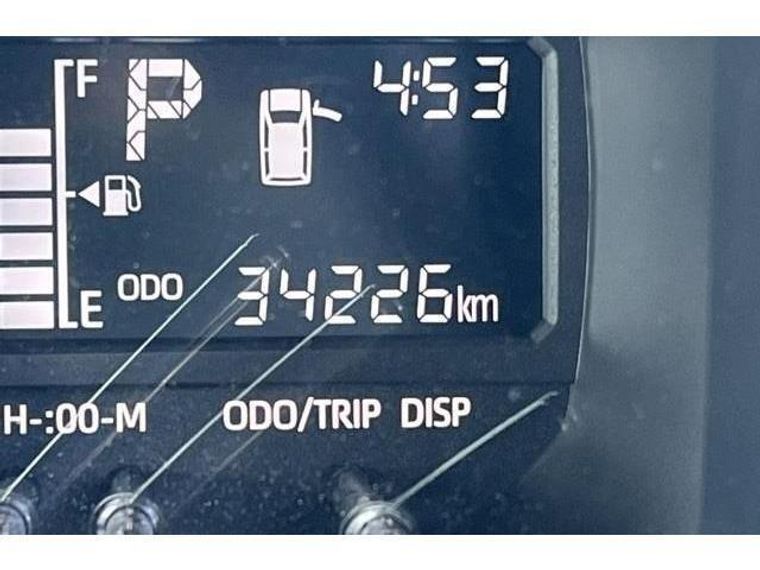 F
P
4:53
E
ODO 34226km
H-:00-M ODO/TRIP DISP